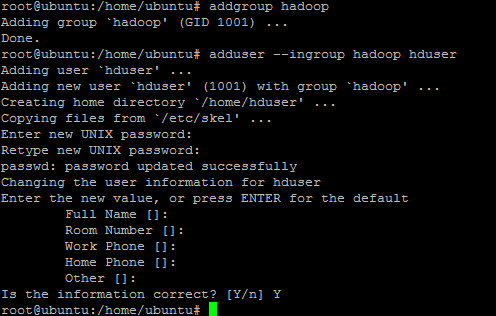 root@ubuntu:/home/ubuntu# addgroup hadoop
Adding group `hadoop' (GID 1001) ...
Done.
root@ubuntu:/home/ubuntu# adduser --ingroup hadoop hduser
Adding user `hduser' ...
Adding new user `hduser' (1001) with group `hadoop' ...
Creating home directory `/home/hduser' ...
Copying files from `/etc/skel' ...
Enter new UNIX password:
Retype new UNIX password:
passwd: password updated successfully
Changing the user information for hduser
Enter the new value, or press ENTER for the default
        Full Name []:
        Room Number []:
        Work Phone []:
        Home Phone []:
        Other []:
Is the information correct? [Y/n] Y
root@ubuntu:/home/ubuntu#